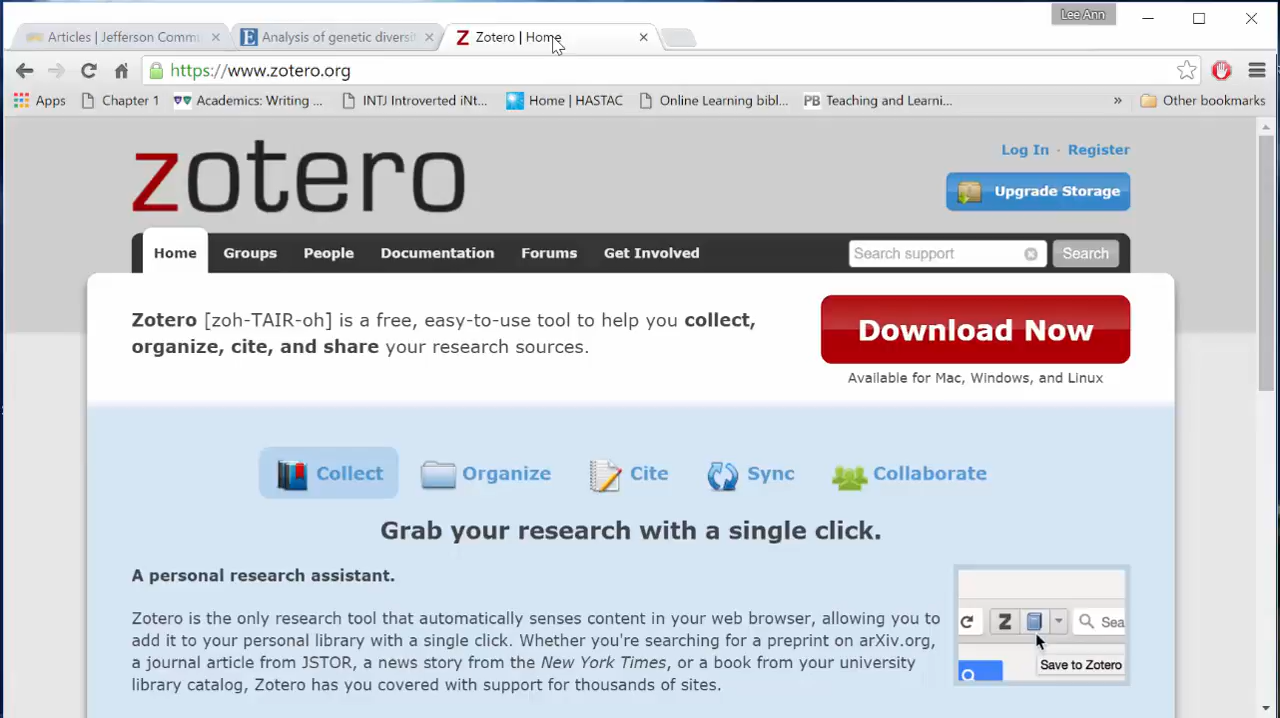 Lee Ann
Articles | Jefferson Commu
Analysis of genetic diversit
Zotero | Home
https://www.zotero.org
Apps
Chapter 1
Academics: Writing ...
INTJ Introverted iNt...
Home | HASTAC
Online Learning bibl...
PB Teaching and Learni...
»
Other bookmarks
zotero
Log In · Register
Upgrade Storage
Home
Groups
People
Documentation
Forums
Get Involved
Search support
Search
Zotero [zoh-TAIR-oh] is a free, easy-to-use tool to help you collect,
organize, cite, and share your research sources.
Download Now
Available for Mac, Windows, and Linux
Collect
Organize
Cite
Sync
Collaborate
Grab your research with a single click.
A personal research assistant.
Zotero is the only research tool that automatically senses content in your web browser, allowing you to
add it to your personal library with a single click. Whether you're searching for a preprint on arXiv.org,
a journal article from JSTOR, a news story from the New York Times, or a book from your university
library catalog, Zotero has you covered with support for thousands of sites.
Z
Sea
Save to Zotero